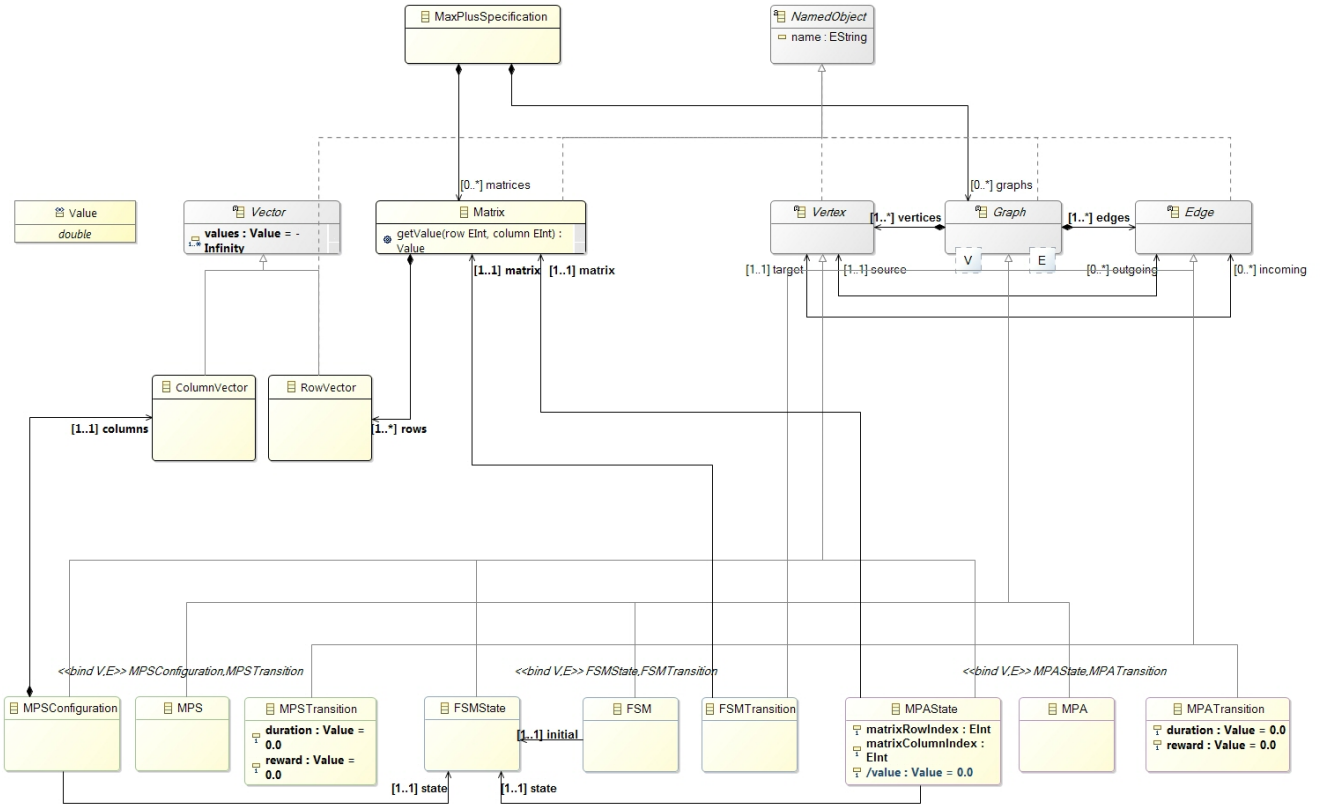 MaxPlusSpecification
NamedObject
name : EString
[0..*] matrices
[0..*] graphs
Value
double
Vector
values : Value = -
Infinity
Matrix
getValue(row EInt, column EInt) :
Value
Vertex
[1..*] vertices
Graph
[1..*] edges
Edge
V
E
[1..1] matrix
[1..1] matrix
[1..1] target
[1..1] source
[0..*] outgoing
[0..*] incoming
ColumnVector
RowVector
[1..1] columns
[1..*] rows
<<bind V,E>> MPSConfiguration,MPSTransition
<<bind V,E>> FSMState,FSMTransition
<<bind V,E>> MPAState,MPATransition
MPSConfiguration
MPS
MPSTransition
duration : Value =
0.0
reward : Value =
0.0
FSMState
[1..1] initial
FSM
FSMTransition
MPAState
matrixRowIndex : EInt
matrixColumnIndex :
EInt
/value : Value = 0.0
MPA
MPATransition
duration : Value = 0.0
reward : Value = 0.0
[1..1] state
[1..1] state